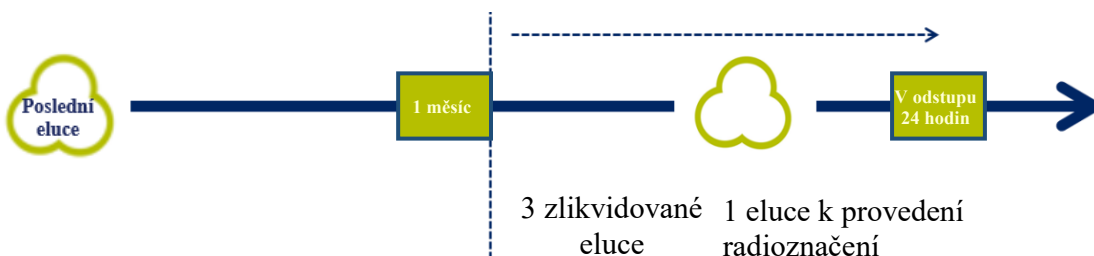 Poslední
eluce
1 měsíc
V odstupu
24 hodin
3 zlikvidované
eluce
1 eluce k provedení
radioznačení